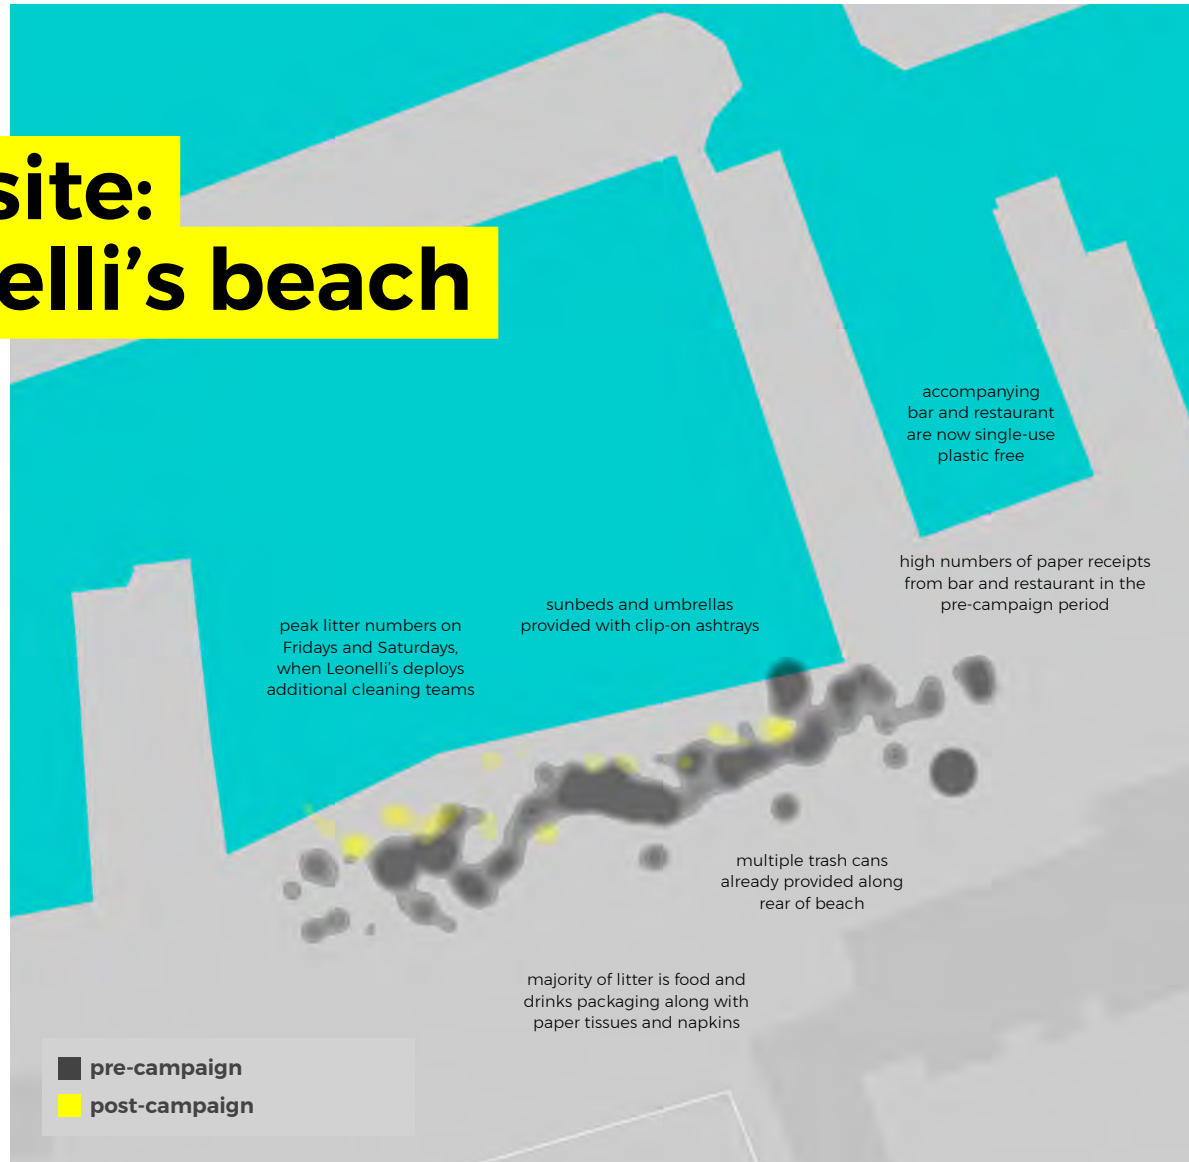 site:
elli's beach
accompanying
bar and restaurant
are now single-use
plastic free
high numbers of paper receipts
from bar and restaurant in the
pre-campaign period
sunbeds and umbrellas
provided with clip-on ashtrays
peak litter numbers on
Fridays and Saturdays,
when Leonelli's deploys
additional cleaning teams
multiple trash cans
already provided along
rear of beach
majority of litter is food and
drinks packaging along with
paper tissues and napkins
pre-campaign
post-campaign